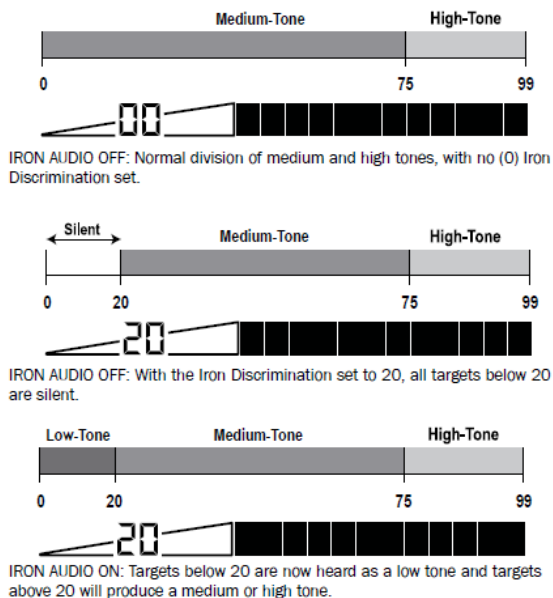 Medium-Tone High-Tone
0 75 99
00
IRON AUDIO OFF: Normal division of medium and high tones, with no (0) Iron
Discrimination set.
Silent Medium-Tone High-Tone
0 20 75 99
20
IRON AUDIO OFF: With the Iron Discrimination set to 20, all targets below 20
are silent.
Low-Tone Medium-Tone High-Tone
0 20 75 99
20
IRON AUDIO ON: Targets below 20 are now heard as a low tone and targets
above 20 will produce a medium or high tone.